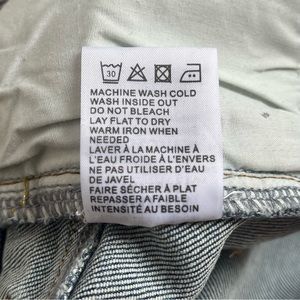 30
MACHINE WASH COLD
WASH INSIDE OUT
DO NOT BLEACH
LAY FLAT TO DRY
WARM IRON WHEN
NEEDED
LAVER À LA MACHINE À
L'EAU FROIDE À L'ENVERS
NE PAS UTILISER D'EAU
DE JAVEL
FAIRE SÉCHER À PLAT
REPASSER A FAIBLE
INTENSITÉ AU BESOIN